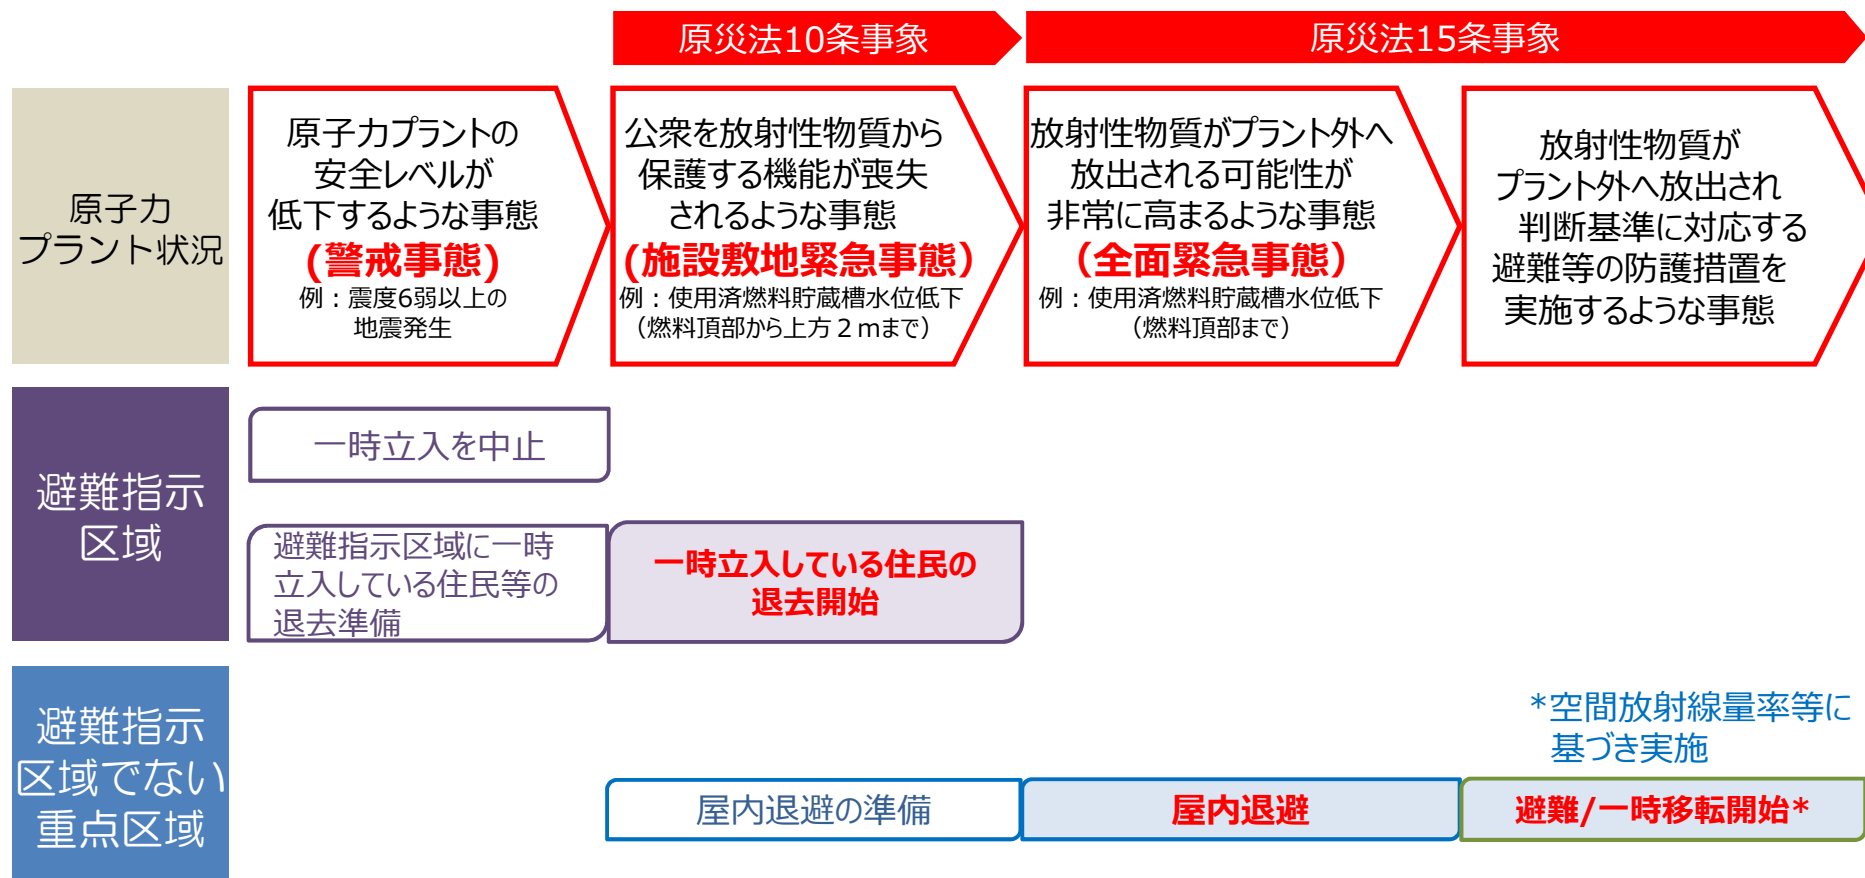 原災法10条事象
原災法15条事象
原子力
プラント状況
原子力プラントの
安全レベルが
低下するような事態
(警戒事態)
例：震度6弱以上の
地震発生
公衆を放射性物質から
保護する機能が喪失
されるような事態
(施設敷地緊急事態）
例：使用済燃料貯蔵槽水位低下
（燃料頂部から上方２ｍまで）
放射性物質がプラント外へ
放出される可能性が
非常に高まるような事態
（全面緊急事態）
例：使用済燃料貯蔵槽水位低下
（燃料頂部まで）
放射性物質が
プラント外へ放出され
判断基準に対応する
避難等の防護措置を
実施するような事態
避難指示
区域
一時立入を中止
避難指示区域に一時
立入している住民等の
退去準備
一時立入している住民の
退去開始
避難指示
区域でない
重点区域
屋内退避の準備
屋内退避
*空間放射線量率等に
基づき実施
避難/一時移転開始*